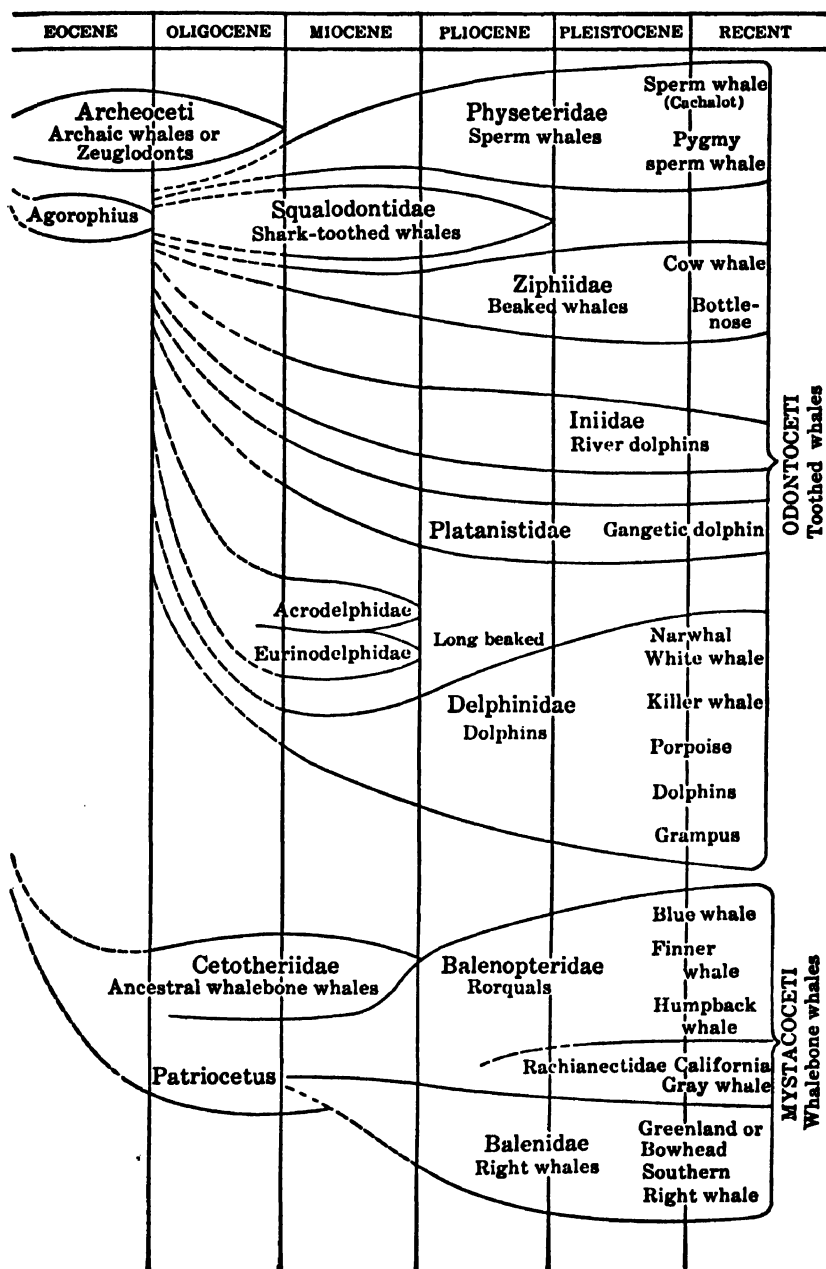 EOCENE OLIGOCENE MIOCENE PLIOCENE PLEISTOCENE RECENT
Archeoceti
Archaic whales or
Zeuglodonts
Physeteridae
Sperm whales
Sperm whale
(Cachalot)
Pygmy
sperm whale
Agorophius
Squalodontidae
Shark-toothed whales
Ziphiidae
Beaked whales
Cow whale
Bottle-
nose
Iniidae
River dolphins
Platanistidae
Gangetic dolphin
Acrodelphidae
Eurinodelphidae
Long beaked
Delphinidae
Dolphins
Narwhal
White whale
Killer whale
Porpoise
Dolphins
Grampus
ODONTOCETI
Toothed whales
Cetotheriidae
Ancestral whalebone whales
Balenopteridae
Rorquals
Blue whale
Finner
whale
Humpback
whale
Patriocetus
Rachianectidae California
Gray whale
Balenidae
Right whales
Greenland or
Bowhead
Southern
Right whale
MYSTACOCETI
Whalebone whales